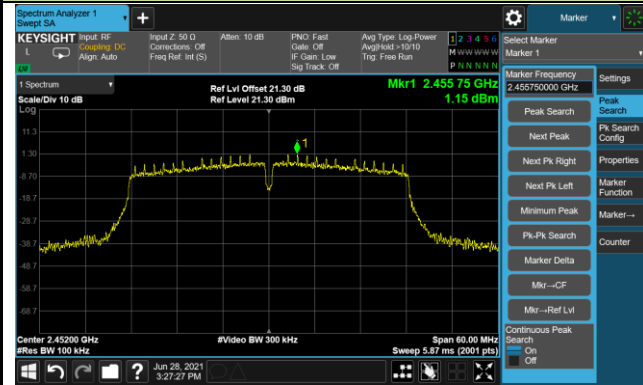 Spectrum Analyzer 1
Swept SA
Marker
KEYSIGHT
L
Input: RF
Coupling: DC
Align: Auto
Input Z: 50 Ω
Corrections: Off
Freq Ref: Int (S)
Atten: 10 dB
PNO: Fast
Gate: Off
IF Gain: Low
Sig Track: Off
Avg Type: Log-Power
Avg|Hold:>10/10
Trig: Free Run
1 2 3 4 5 6
M W W W W W
P N N N N N
Select Marker
Marker 1
1 Spectrum
Scale/Div 10 dB
Log
Ref Lvl Offset 21.30 dB
Ref Level 21.30 dBm
Mkr1 2.455 75 GHz
1.15 dBm
11.3
1.30
-8.70
-18.7
-28.7
-38.7
-48.7
-58.7
-68.7
1
Center 2.45200 GHz
#Res BW 100 kHz
#Video BW 300 kHz
Span 60.00 MHz
Sweep 5.87 ms (2001 pts)
Marker Frequency
2.455750000 GHz
Peak Search
Next Peak
Next Pk Right
Next Pk Left
Minimum Peak
Pk-Pk Search
Marker Delta
Mkr→CF
Mkr→Ref Lvl
Continuous Peak
Search
On
Off
Settings
Peak
Search
Pk Search
Config
Properties
Marker
Function
Marker→
Counter
Jun 28, 2021
3:27:27 PM